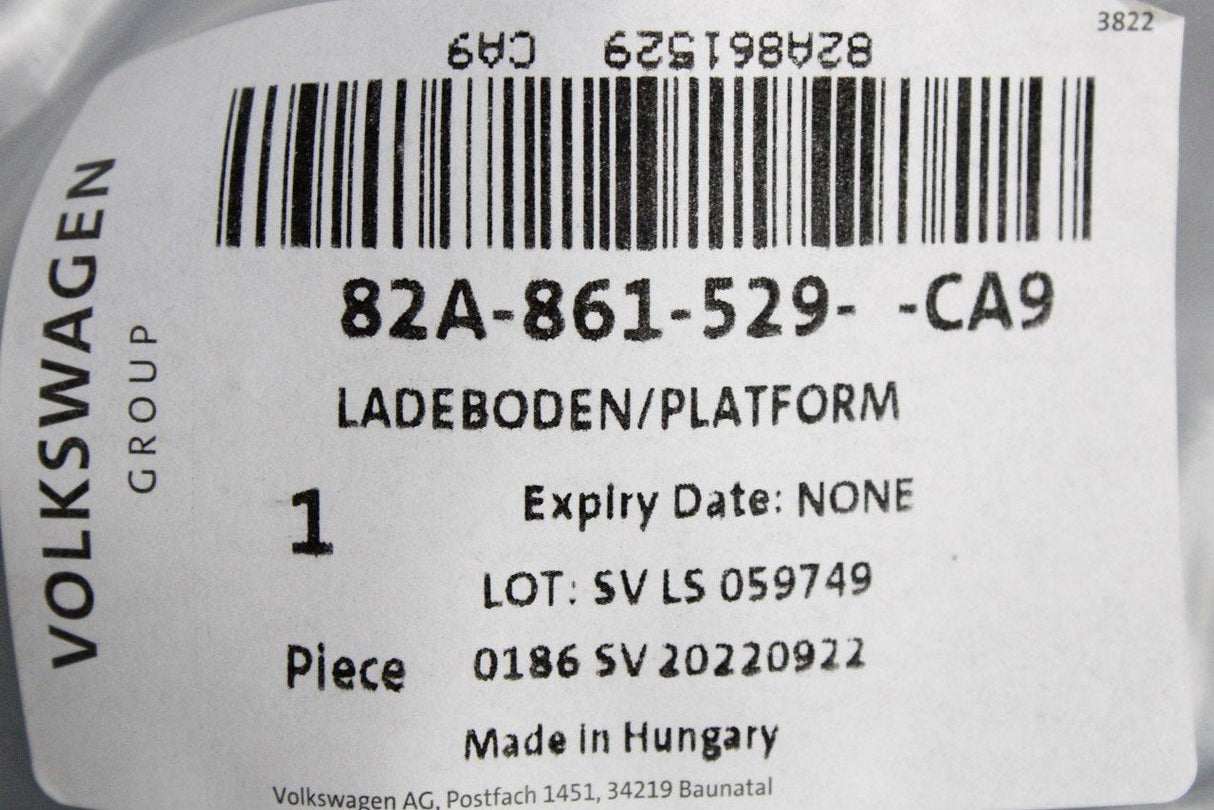 3822
82A861529 CA9
82A-861-529- -CA9
LADEBODEN/PLATFORM
1
Expiry Date: NONE
LOT: SV LS 059749
Piece
0186 SV 20220922
Made in Hungary
Volkswagen AG, Postfach 1451, 34219 Baunatal
VOLKSWAGEN
GROUP